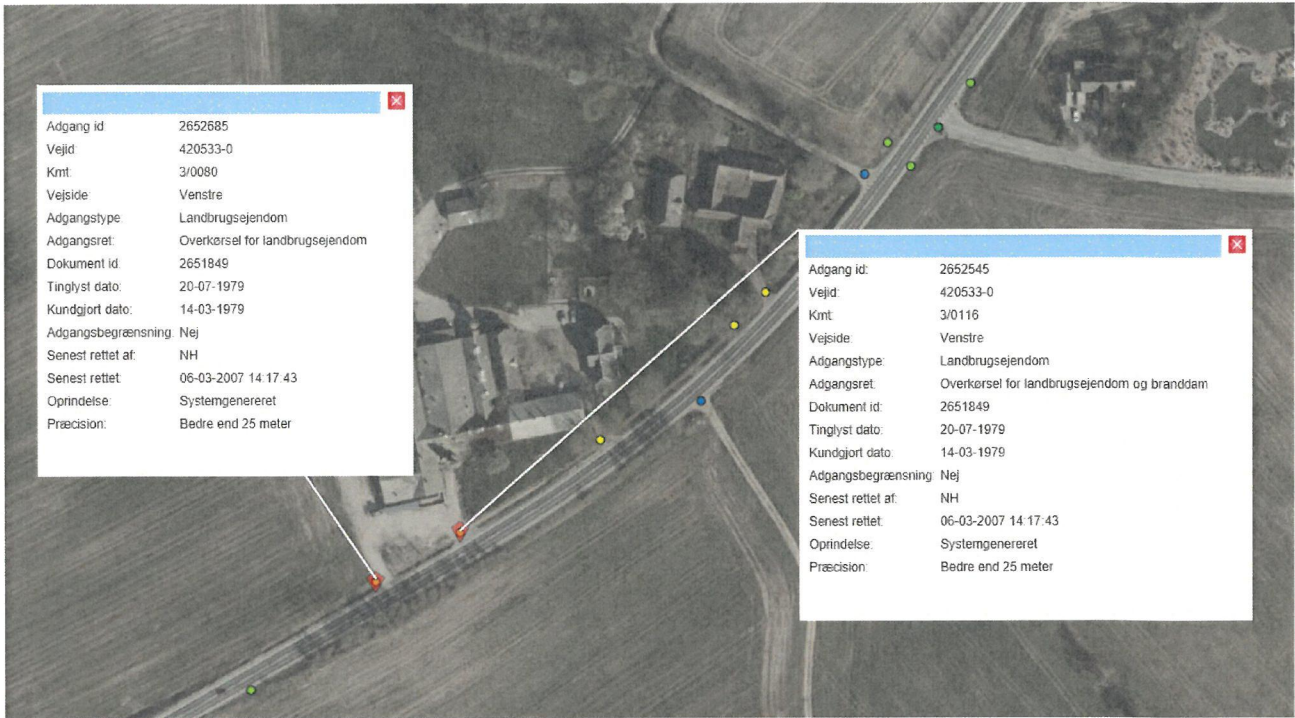 Adgang id: 2652685
Vejid: 420533-0
Kmt: 3/0080
Vejside: Venstre
Adgangstype: Landbrugsejendom
Adgangsret: Overkørsel for landbrugsejendom
Dokument id: 2651849
Tinglyst dato: 20-07-1979
Kundgjort dato: 14-03-1979
Adgangsbegrænsning: Nej
Senest rettet af: NH
Senest rettet: 06-03-2007 14:17:43
Oprindelse: Systemgenereret
Præcision: Bedre end 25 meter
Adgang id: 2652545
Vejid: 420533-0
Kmt: 3/0116
Vejside: Venstre
Adgangstype: Landbrugsejendom
Adgangsret: Overkørsel for landbrugsejendom og branddam
Dokument id: 2651849
Tinglyst dato: 20-07-1979
Kundgjort dato: 14-03-1979
Adgangsbegrænsning: Nej
Senest rettet af: NH
Senest rettet: 06-03-2007 14:17:43
Oprindelse: Systemgenereret
Præcision: Bedre end 25 meter